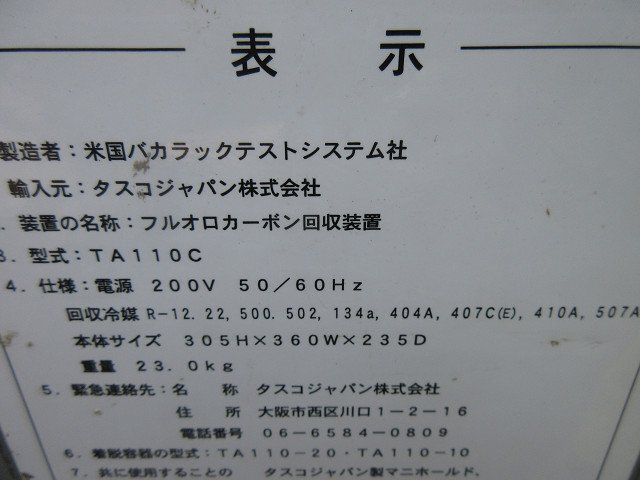 表 示
製造者：米国バカラックテストシステム社
輸入元：タスコジャパン株式会社
．装置の名称：フルオロカーボン回収装置
3．型式：TA110C
4．仕様：電源 200V 50／60Hz
回収冷媒 R-12. 22, 500. 502, 134a, 404A, 407C(E), 410A, 507A
本体サイズ 305H×360W×235D
重量 23.0kg
5．緊急連絡先：名 称 タスコジャパン株式会社
住 所 大阪市西区川口1－2－16
電話番号 06-6584-0809
6．着脱容器の型式：TA110-20・TA110-10
7．共に使用することの タスコジャパン製マニホールド、